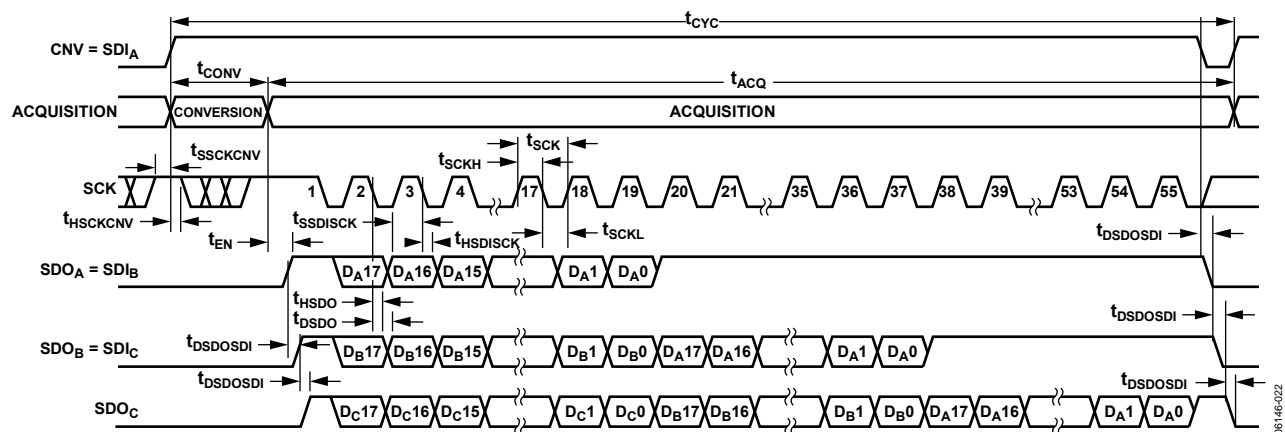 tCYC
CNV = SDIA
tCONV
tACQ
ACQUISITION
CONVERSION
ACQUISITION
tSSCKCNV
tSCK
tSCKH
SCK
1 2 3 4 17 18 19 20 21 35 36 37 38 39 53 54 55
tHSCKCNV
tSSDISCK
tHSDISCK
tSCKL
tEN
tDSDOSDI
SDOA = SDIB
DA17 DA16 DA15 DA1 DA0
tHSDO
tDSDO
tDSDOSDI
tDSDOSDI
SDOB = SDIC
DB17 DB16 DB15 DB1 DB0 DA17 DA16 DA1 DA0
tDSDOSDI
tDSDOSDI
SDOC
DC17 DC16 DC15 DC1 DC0 DB17 DB16 DB1 DB0 DA17 DA16 DA1 DA0
06146-022